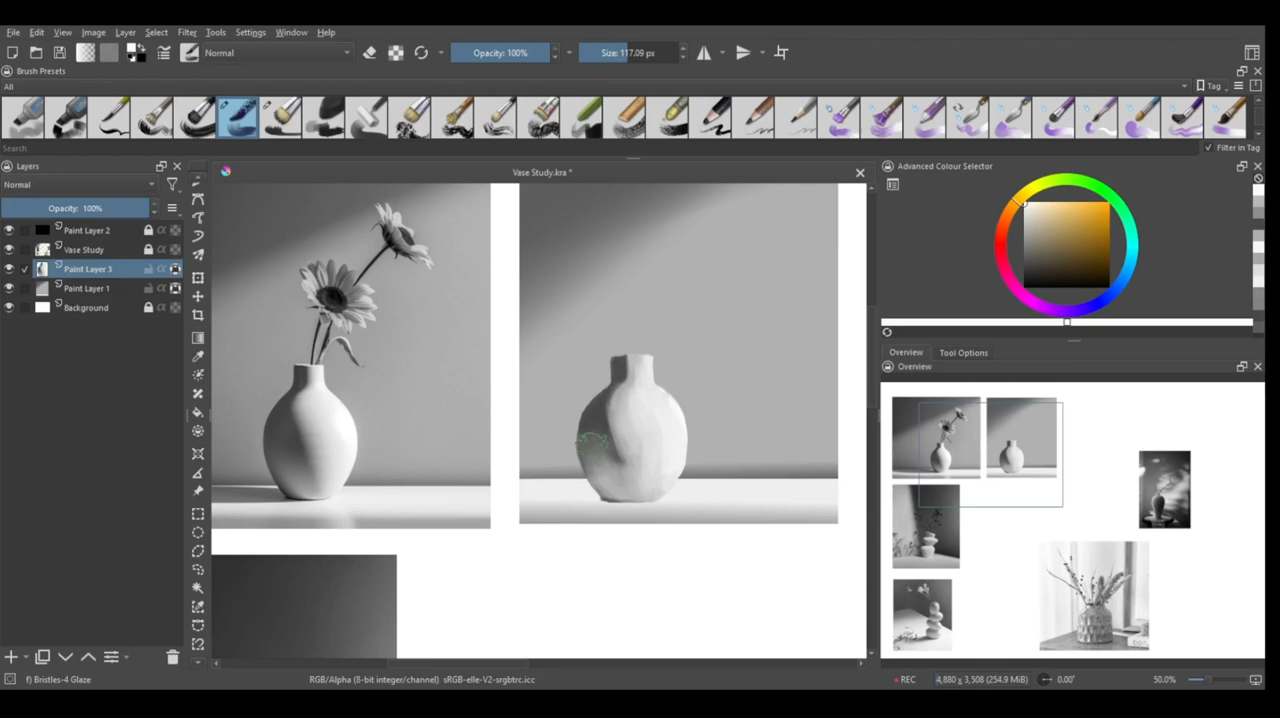 File Edit View Image Layer Select Filter Tools Settings Window Help
Normal Opacity: 100% Size: 117.09 px
Brush Presets
All Tag
Search Filter in Tag
Layers
Normal
Opacity: 100%
Paint Layer 2
Vase Study
Paint Layer 3
Paint Layer 1
Background
Vase Study.kra *
Advanced Colour Selector
Overview Tool Options
Overview
f) Bristles-4 Glaze RGB/Alpha (8-bit integer/channel) sRGB-elle-V2-srgbtrc.icc REC 4,880 x 3,508 (254.9 MiB) 0.00° 50.0%